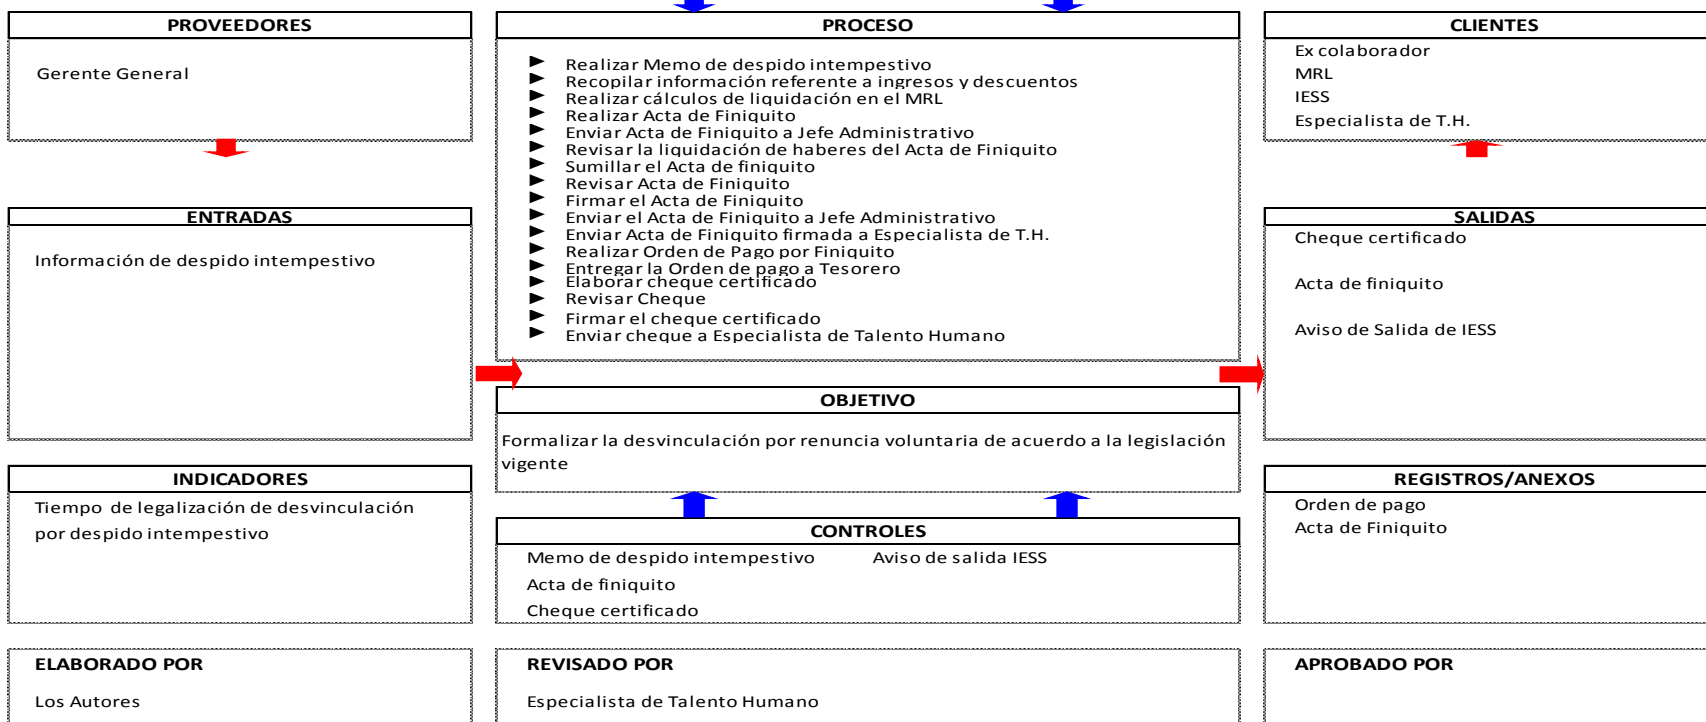 PROVEEDORES
Gerente General
ENTRADAS
Información de despido intempestivo
INDICADORES
Tiempo de legalización de desvinculación
por despido intempestivo
ELABORADO POR
Los Autores
PROCESO
Realizar Memo de despido intempestivo
Recopilar información referente a ingresos y descuentos
Realizar cálculos de liquidación en el MRL
Realizar Acta de Finiquito
Enviar Acta de Finiquito a Jefe Administrativo
Revisar la liquidación de haberes del Acta de Finiquito
Sumillar el Acta de finiquito
Revisar Acta de Finiquito
Firmar el Acta de Finiquito
Enviar el Acta de Finiquito a Jefe Administrativo
Enviar Acta de Finiquito firmada a Especialista de T.H.
Realizar Orden de Pago por Finiquito
Entregar la Orden de pago a Tesorero
Elaborar cheque certificado
Revisar Cheque
Firmar el cheque certificado
Enviar cheque a Especialista de Talento Humano
OBJETIVO
Formalizar la desvinculación por renuncia voluntaria de acuerdo a la legislación
vigente
CONTROLES
Memo de despido intempestivo Aviso de salida IESS
Acta de finiquito
Cheque certificado
REVISADO POR
Especialista de Talento Humano
CLIENTES
Ex colaborador
MRL
IESS
Especialista de T.H.
SALIDAS
Cheque certificado
Acta de finiquito
Aviso de Salida de IESS
REGISTROS/ANEXOS
Orden de pago
Acta de Finiquito
APROBADO POR